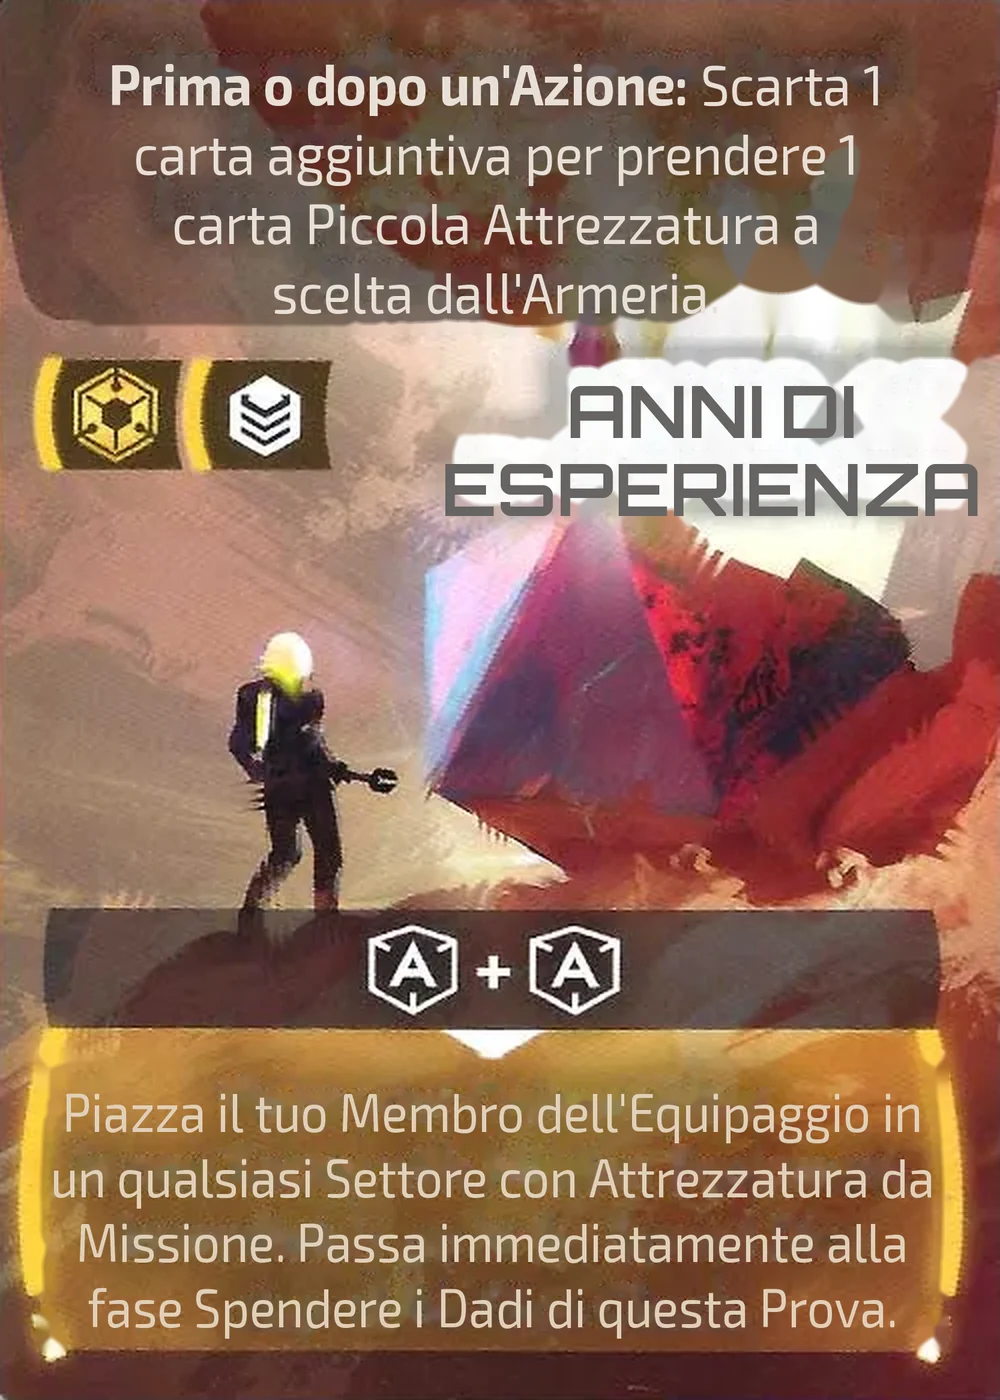 Prima o dopo un'Azione: Scarta 1
carta aggiuntiva per prendere 1
carta Piccola Attrezzatura a
scelta dall'Armeria.
ANNI DI
ESPERIENZA
A + A
Piazza il tuo Membro dell'Equipaggio in
un qualsiasi Settore con Attrezzatura da
Missione. Passa immediatamente alla
fase Spendere i Dadi di questa Prova.